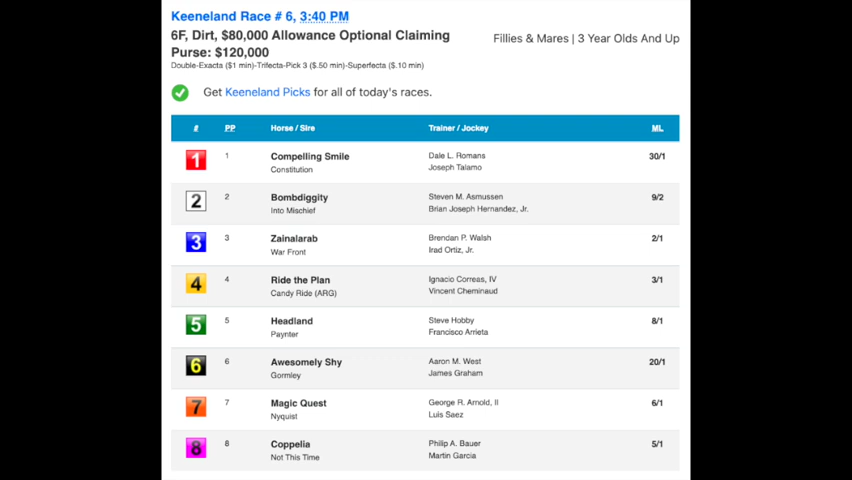 Keeneland Race # 6, 3:40 PM
6F, Dirt, $80,000 Allowance Optional Claiming
Purse: $120,000
Fillies & Mares | 3 Year Olds And Up
Double-Exacta ($1 min)-Trifecta-Pick 3 ($.50 min)-Superfecta ($.10 min)
Get Keeneland Picks for all of today's races.
# PP Horse / Sire Trainer / Jockey ML
1 1 Compelling Smile Dale L. Romans 30/1
Constitution Joseph Talamo
2 2 Bombdiggity Steven M. Asmussen 9/2
Into Mischief Brian Joseph Hernandez, Jr.
3 3 Zainalarab Brendan P. Walsh 2/1
War Front Irad Ortiz, Jr.
4 4 Ride the Plan Ignacio Correas, IV 3/1
Candy Ride (ARG) Vincent Cheminaud
5 5 Headland Steve Hobby 8/1
Paynter Francisco Arrieta
6 6 Awesomely Shy Aaron M. West 20/1
Gormley James Graham
7 7 Magic Quest George R. Arnold, II 6/1
Nyquist Luis Saez
8 8 Coppelia Philip A. Bauer 5/1
Not This Time Martin Garcia